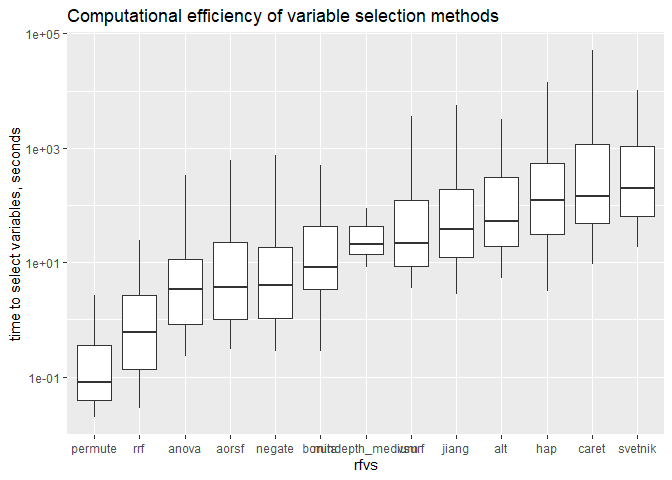 Computational efficiency of variable selection methods
time to select variables, seconds
1e+05
1e+03
1e+01
1e-01
permute rrf anova aorsf negate jiang alt hap caret svetnik
rfvs